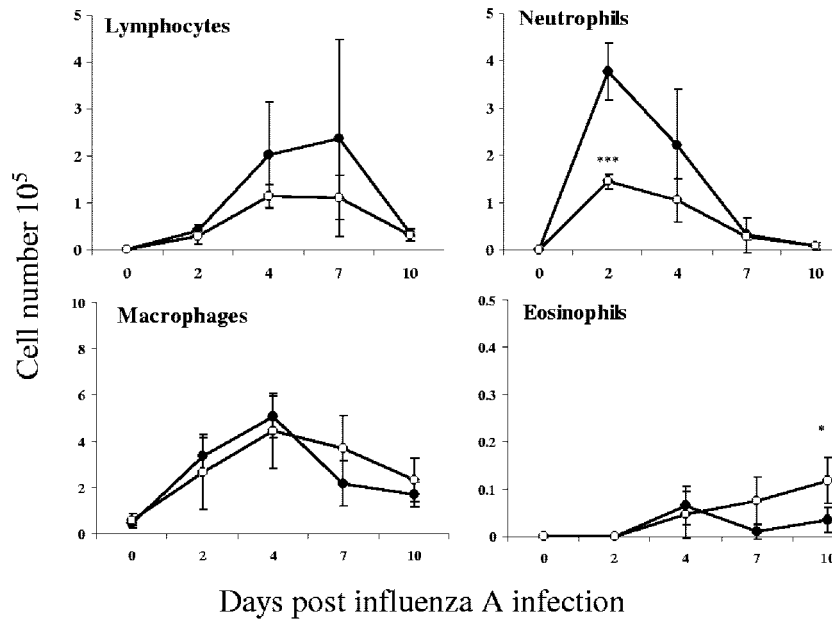 Lymphocytes
5
4
3
2
1
0
0 2 4 7 10
Neutrophils
5
4
3
2
1
0
***
0 2 4 7 10
Macrophages
10
8
6
4
2
0
0 2 4 7 10
Eosinophils
0.5
0.4
0.3
0.2
0.1
0
*
0 2 4 7 10
Cell number 10⁵
Days post influenza A infection